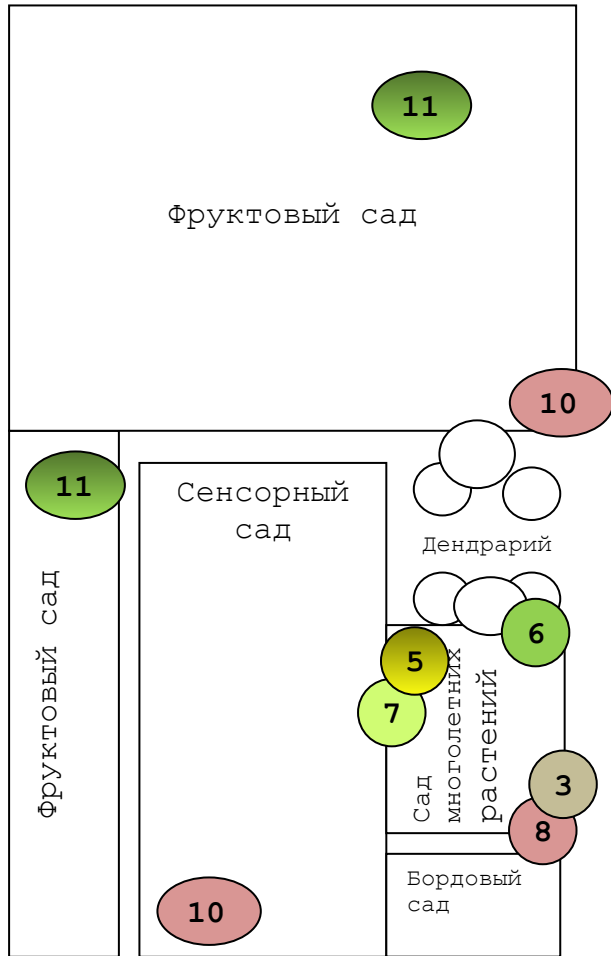 11
Фруктовый сад
10
11
Сенсорный
сад
Дендрарий
Фруктовый сад
6
5
7
Сад
многолетних
растений
3
8
Бордовый
сад
10